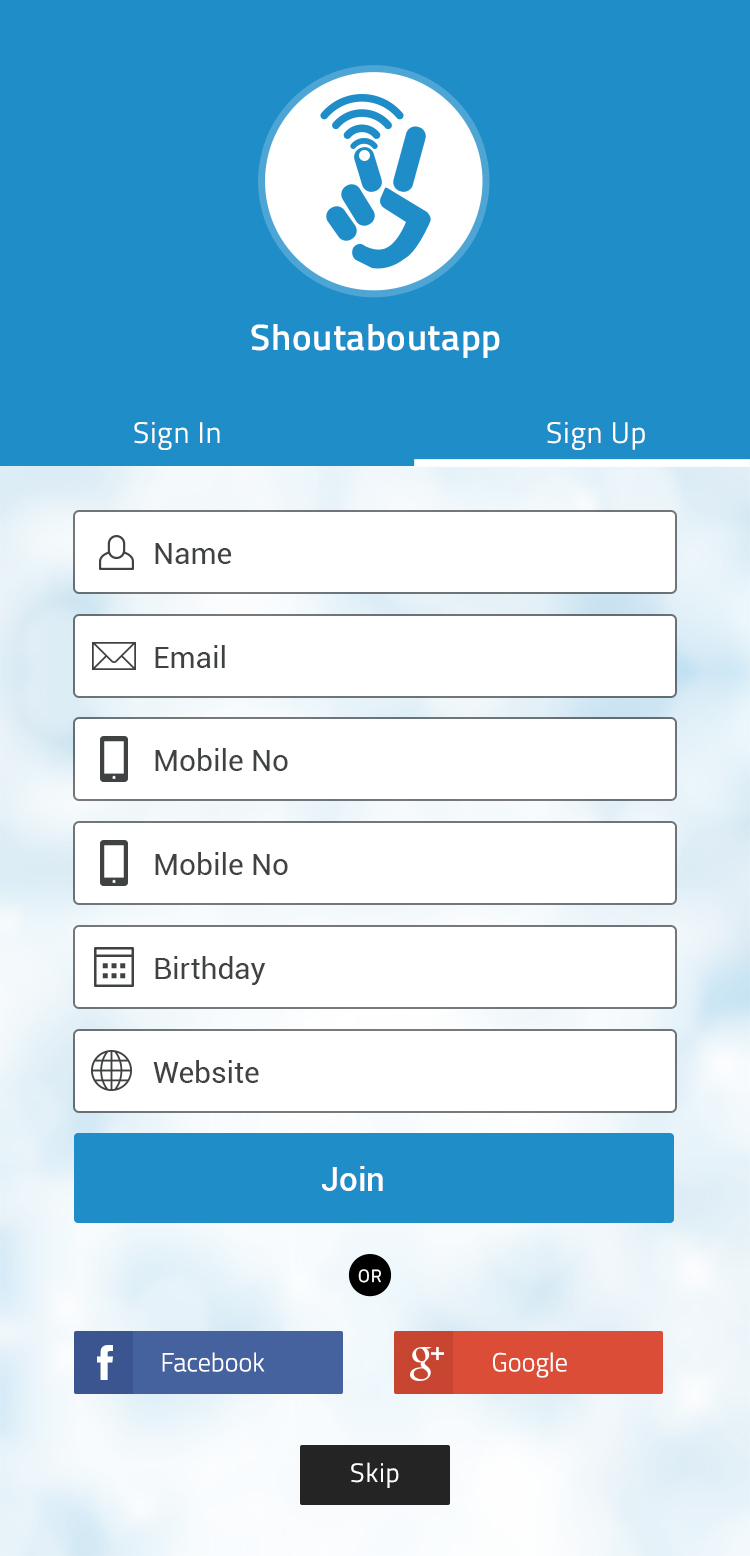 Shoutaboutapp
Sign In
Sign Up
Name
Email
Mobile No
Mobile No
Birthday
Website
Join
OR
f Facebook
g+ Google
Skip